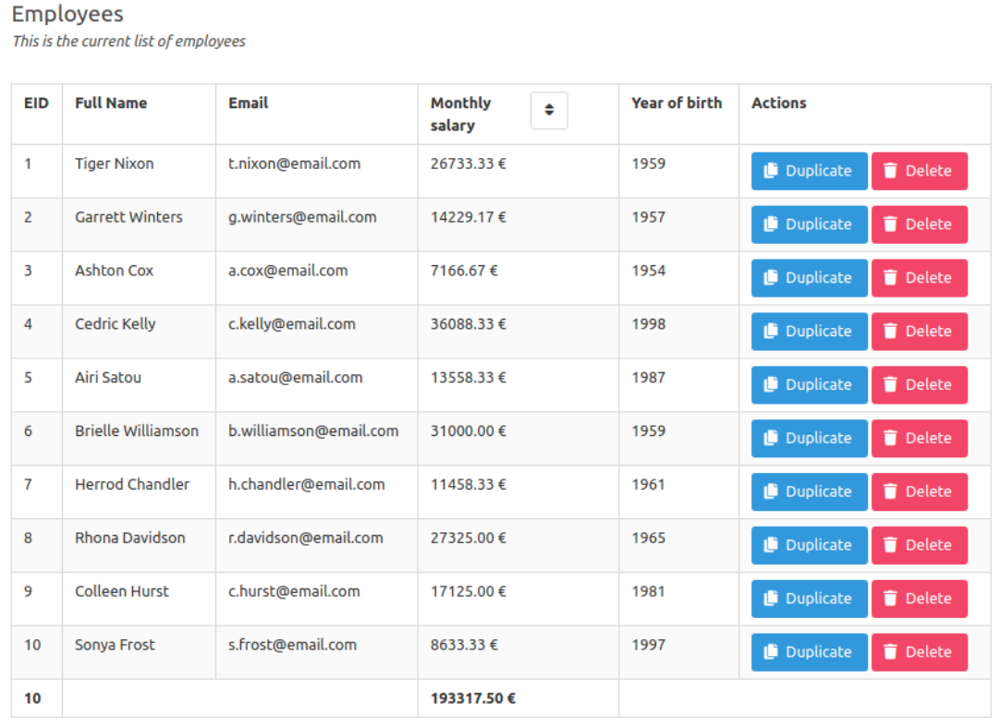 Employees
This is the current list of employees
EID Full Name Email Monthly salary Year of birth Actions
1 Tiger Nixon t.nixon@email.com 26733.33 € 1959 Duplicate Delete
2 Garrett Winters g.winters@email.com 14229.17 € 1957 Duplicate Delete
3 Ashton Cox a.cox@email.com 7166.67 € 1954 Duplicate Delete
4 Cedric Kelly c.kelly@email.com 36088.33 € 1998 Duplicate Delete
5 Airi Satou a.satou@email.com 13558.33 € 1987 Duplicate Delete
6 Brielle Williamson b.williamson@email.com 31000.00 € 1959 Duplicate Delete
7 Herrod Chandler h.chandler@email.com 11458.33 € 1961 Duplicate Delete
8 Rhona Davidson r.davidson@email.com 27325.00 € 1965 Duplicate Delete
9 Colleen Hurst c.hurst@email.com 17125.00 € 1981 Duplicate Delete
10 Sonya Frost s.frost@email.com 8633.33 € 1997 Duplicate Delete
10 193317.50 €